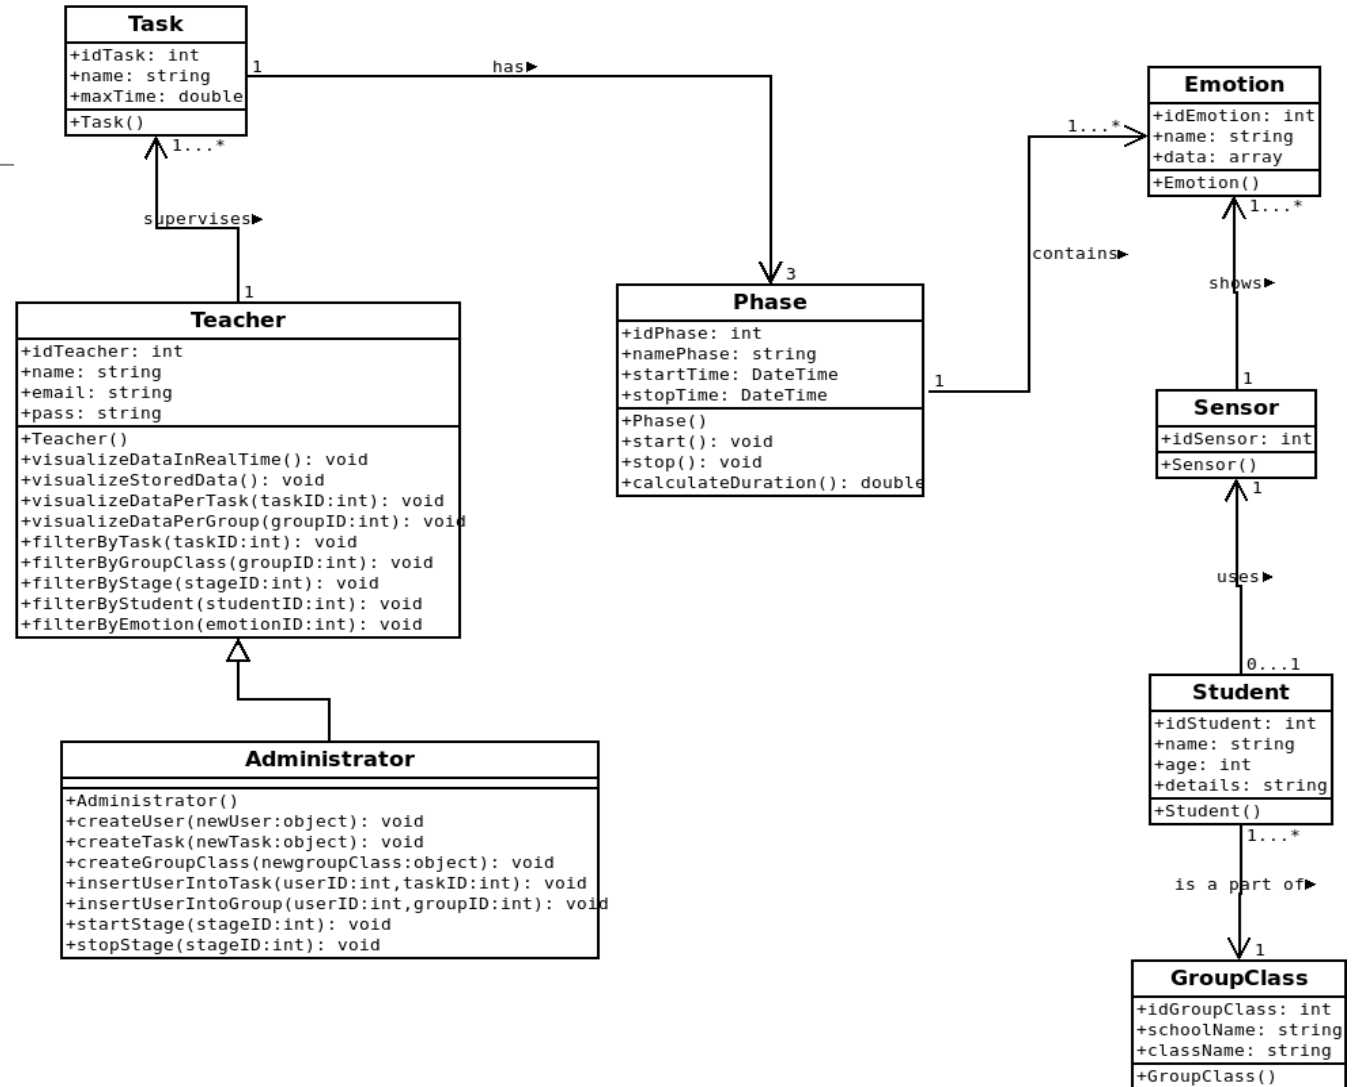 Task
+idTask: int
+name: string
+maxTime: double
+Task()
1
has▶
3
1...*
supervises▶
1
Teacher
+idTeacher: int
+name: string
+email: string
+pass: string
+Teacher()
+visualizeDataInRealTime(): void
+visualizeStoredData(): void
+visualizeDataPerTask(taskID:int): void
+visualizeDataPerGroup(groupID:int): void
+filterByTask(taskID:int): void
+filterByGroupClass(groupID:int): void
+filterByStage(stageID:int): void
+filterByStudent(studentID:int): void
+filterByEmotion(emotionID:int): void
Administrator
+Administrator()
+createUser(newUser:object): void
+createTask(newTask:object): void
+createGroupClass(newgroupClass:object): void
+insertUserIntoTask(userID:int,taskID:int): void
+insertUserIntoGroup(userID:int,groupID:int): void
+startStage(stageID:int): void
+stopStage(stageID:int): void
Phase
+idPhase: int
+namePhase: string
+startTime: DateTime
+stopTime: DateTime
+Phase()
+start(): void
+stop(): void
+calculateDuration(): double
1
contains▶
1...*
Emotion
+idEmotion: int
+name: string
+data: array
+Emotion()
1...*
shows▶
1
Sensor
+idSensor: int
+Sensor()
1
uses▶
0...1
Student
+idStudent: int
+name: string
+age: int
+details: string
+Student()
1...*
is a part of▶
1
GroupClass
+idGroupClass: int
+schoolName: string
+className: string
+GroupClass()